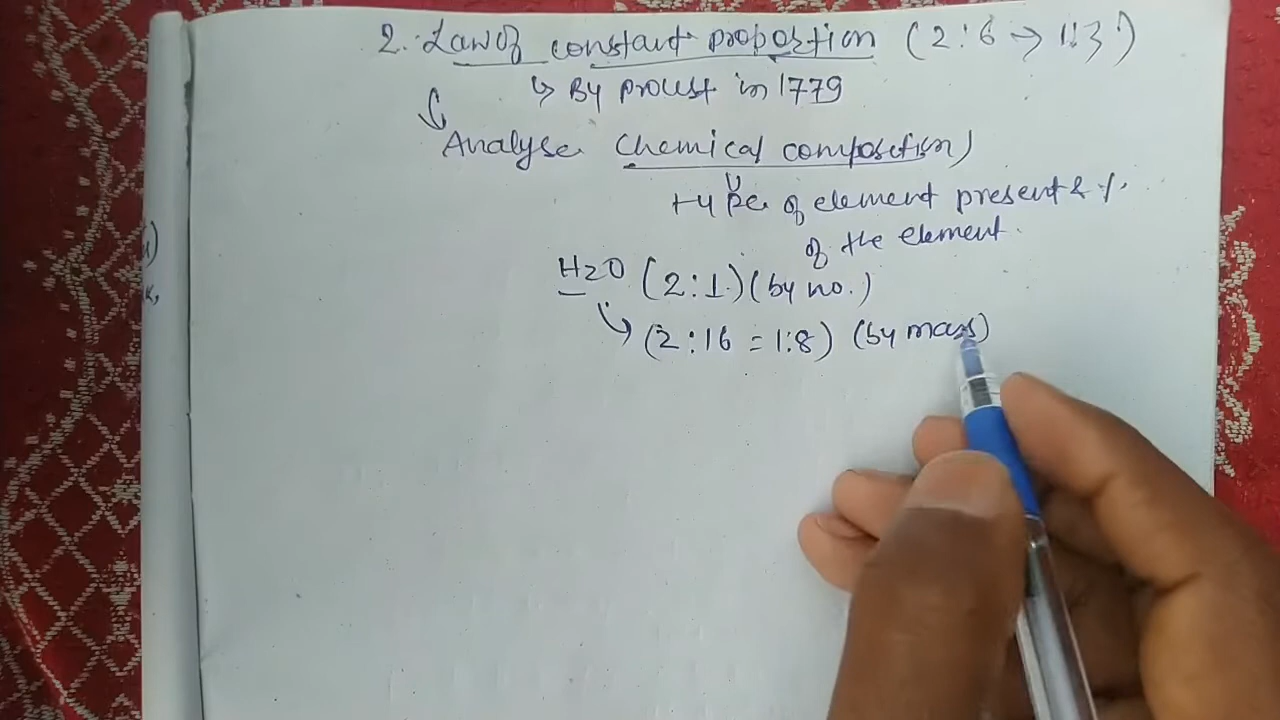 2. Law of constant proportion (2:6 → 1:3)
↳ By proust in 1779
Analyse chemical composition)
type of element present & %.
of the element.
H2O (2:1) (by no.)
(2:16 = 1:8) (by mass)